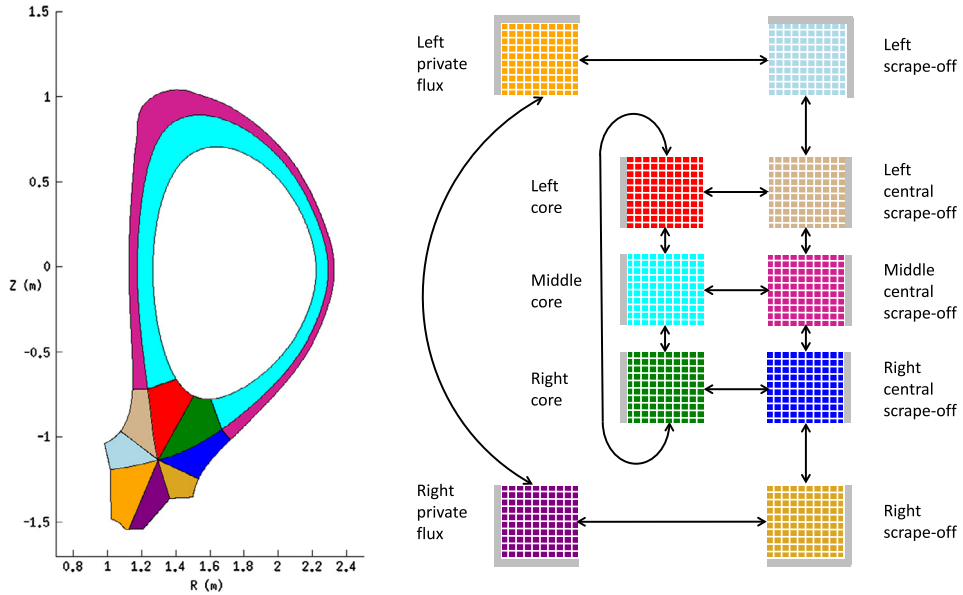 1.5
1
0.5
0
Z (m)
-0.5
-1
-1.5
0.8 1 1.2 1.4 1.6 1.8 2 2.2 2.4
R (m)
Left
private
flux
Left
scrape-off
Left
core
Left
central
scrape-off
Middle
core
Middle
central
scrape-off
Right
core
Right
central
scrape-off
Right
private
flux
Right
scrape-off